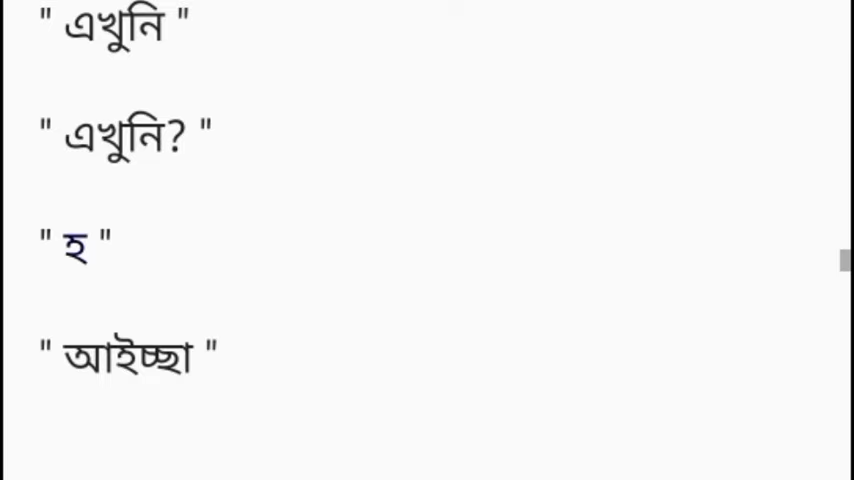 " এখুনি "
" এখুনি? "
" হ "
" আইচ্ছা "